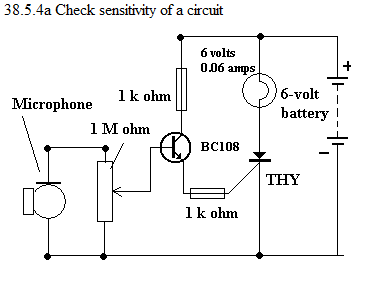 38.5.4a Check sensitivity of a circuit
6 volts
0.06 amps
+
1 k ohm
6-volt
battery
Microphone
1 M ohm
BC108
−
THY
1 k ohm